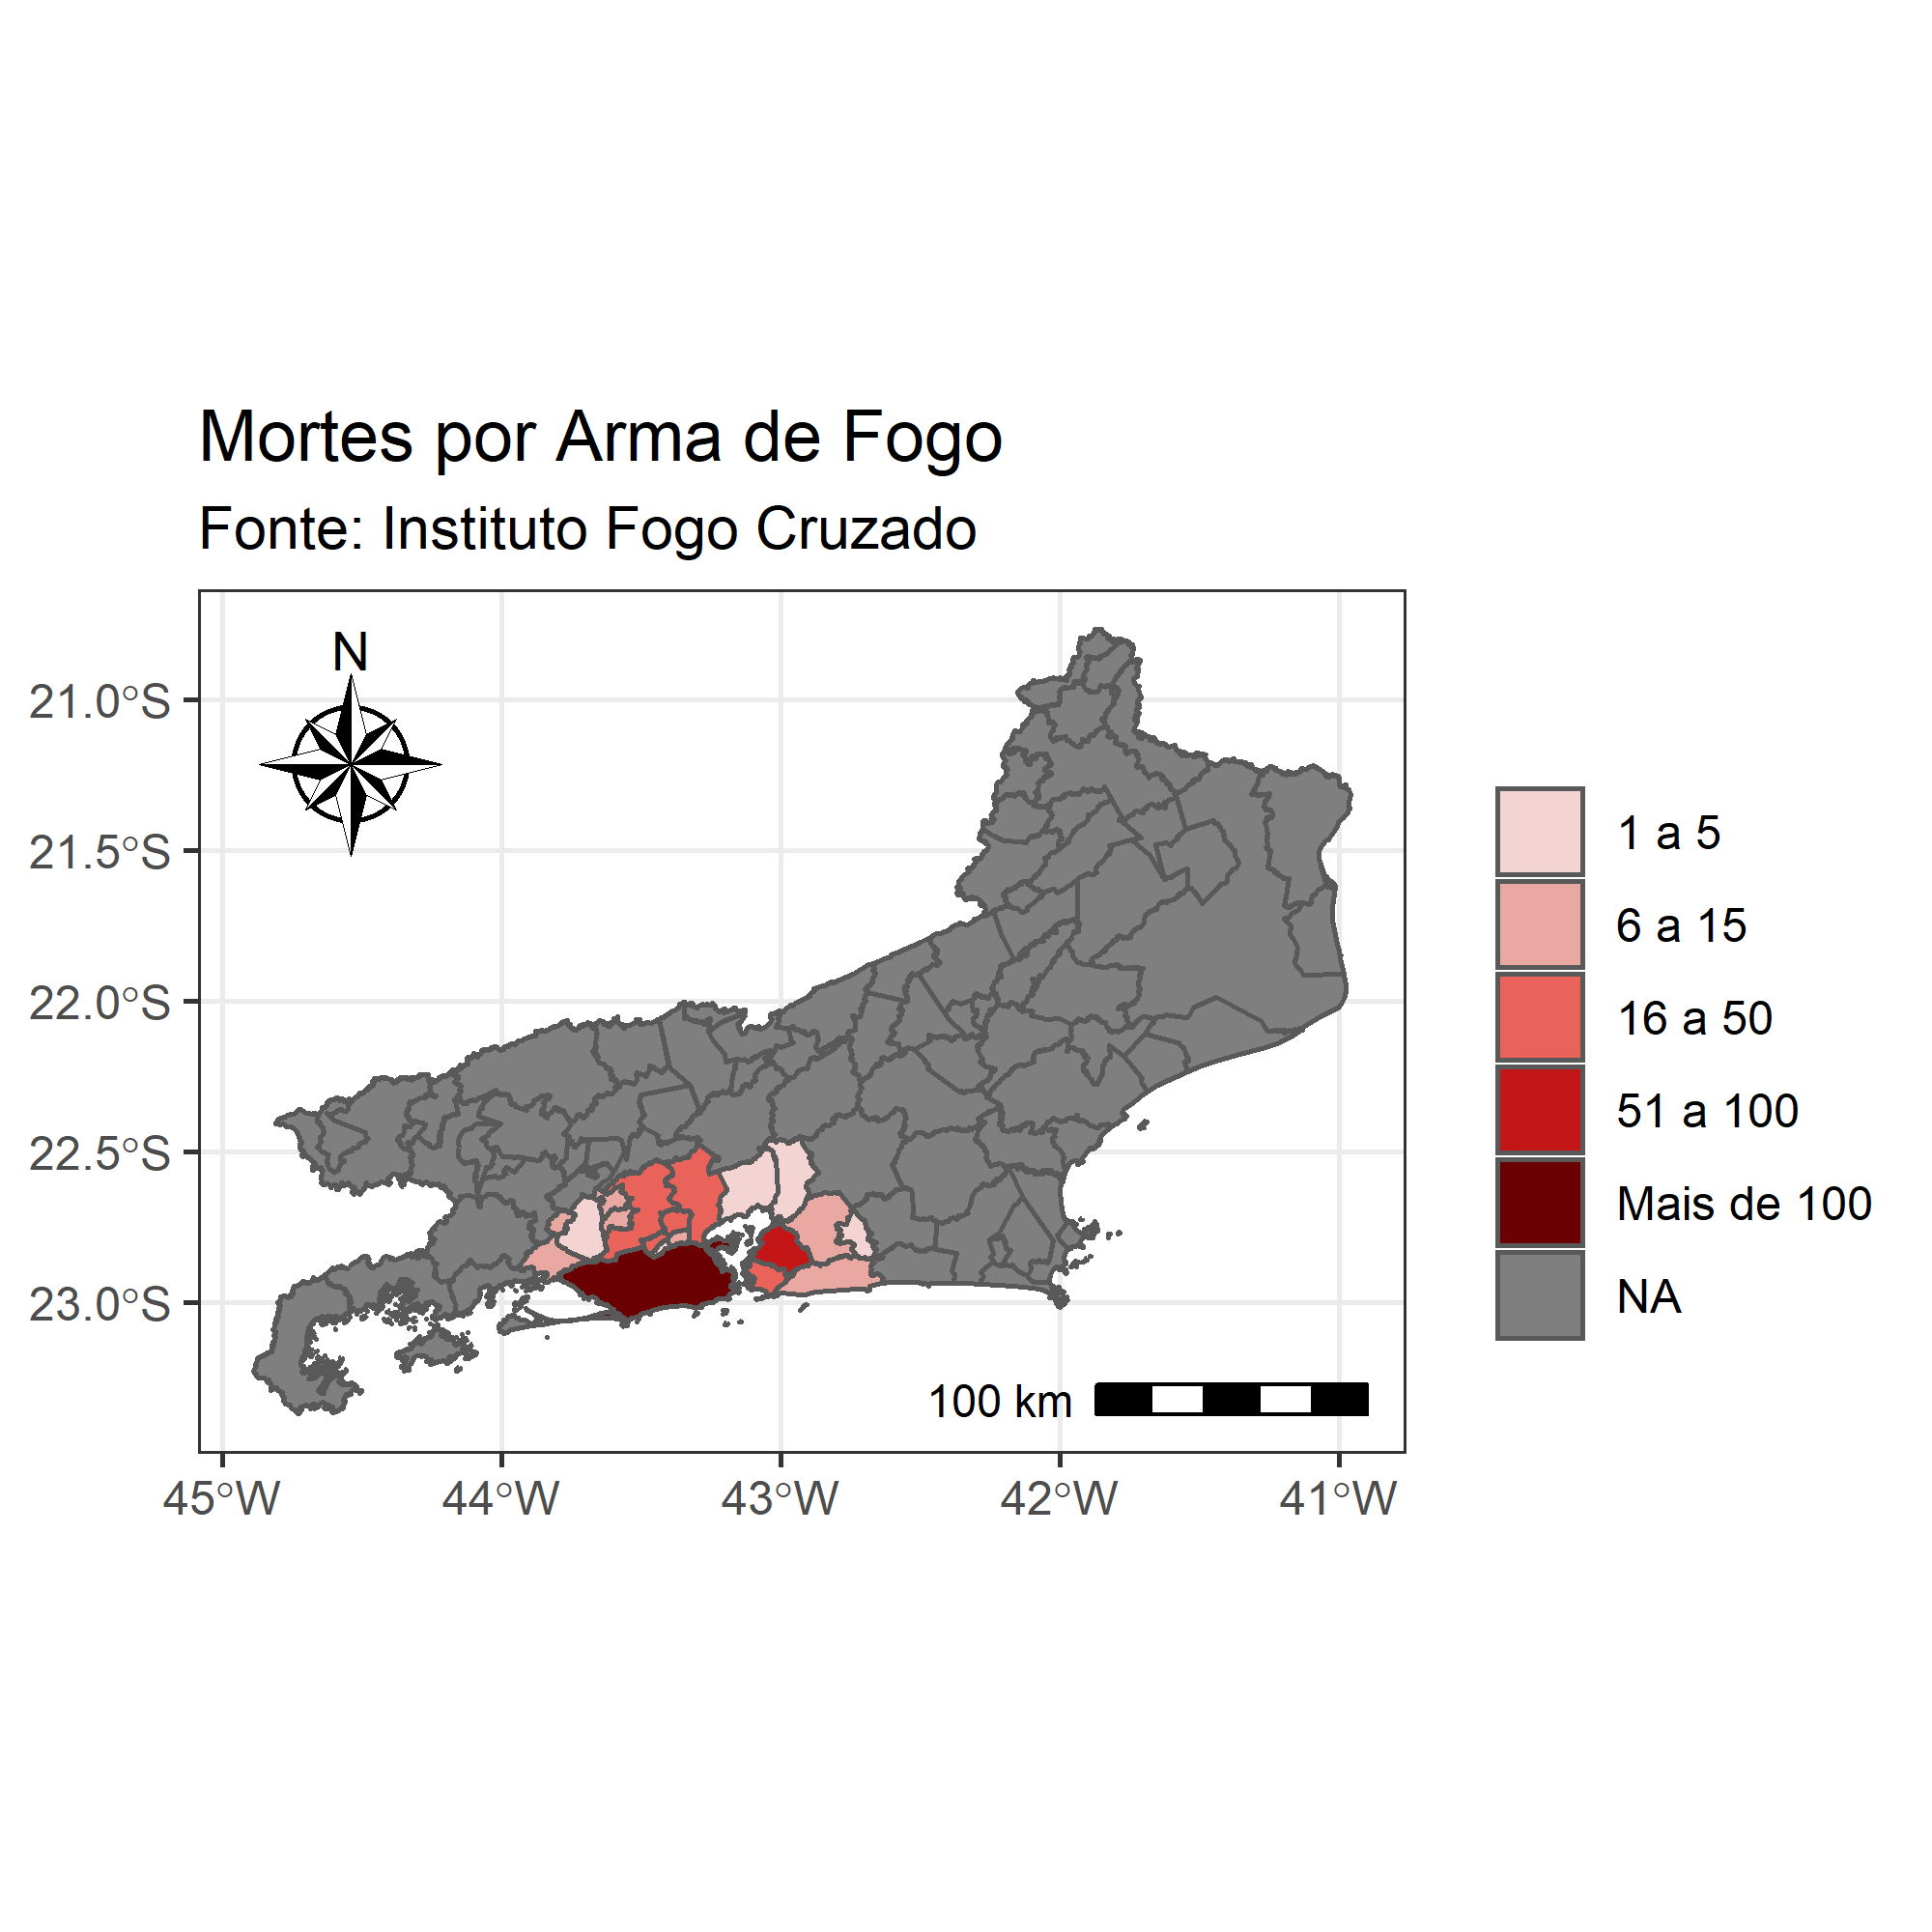 Mortes por Arma de Fogo
Fonte: Instituto Fogo Cruzado
N
21.0°S
21.5°S
22.0°S
22.5°S
23.0°S
100 km
45°W
44°W
43°W
42°W
41°W
1 a 5
6 a 15
16 a 50
51 a 100
Mais de 100
NA